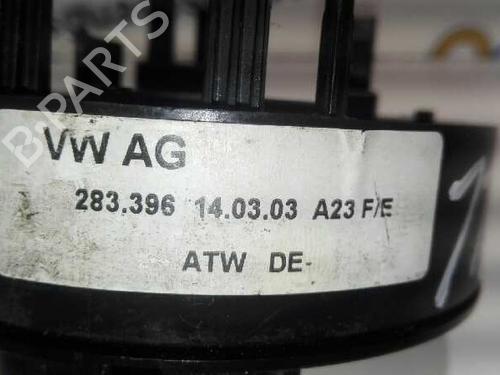 B-PARTS
VW AG
283.396 14.03.03 A23 F/E
ATW DE-